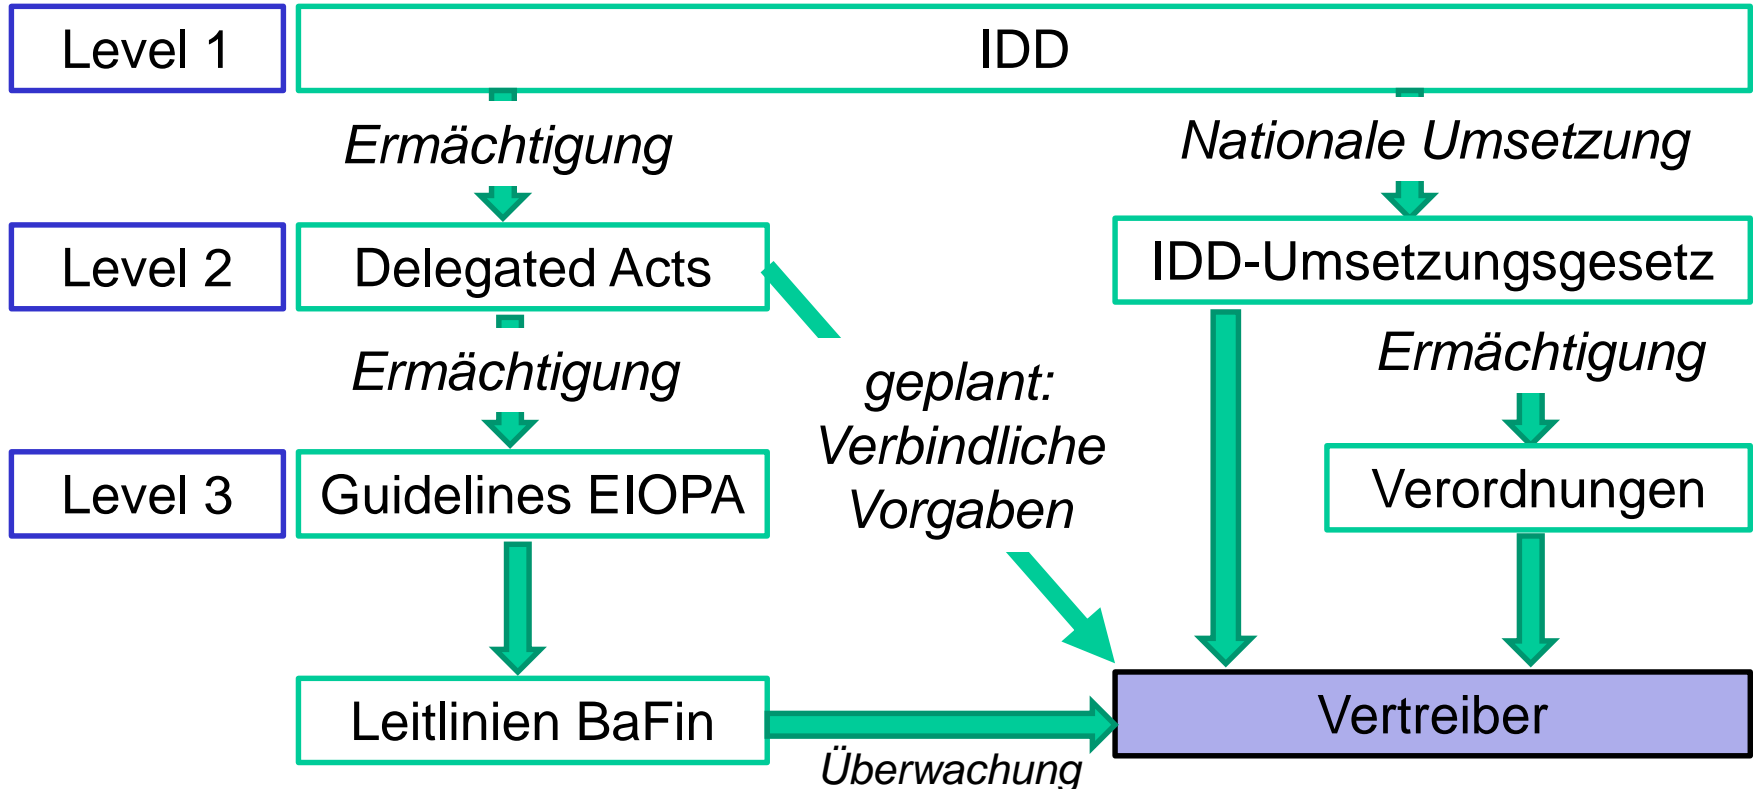 Level 1
IDD
Ermächtigung
Nationale Umsetzung
Level 2
Delegated Acts
IDD-Umsetzungsgesetz
Ermächtigung
geplant:
Verbindliche
Vorgaben
Ermächtigung
Level 3
Guidelines EIOPA
Verordnungen
Leitlinien BaFin
Überwachung
Vertreiber